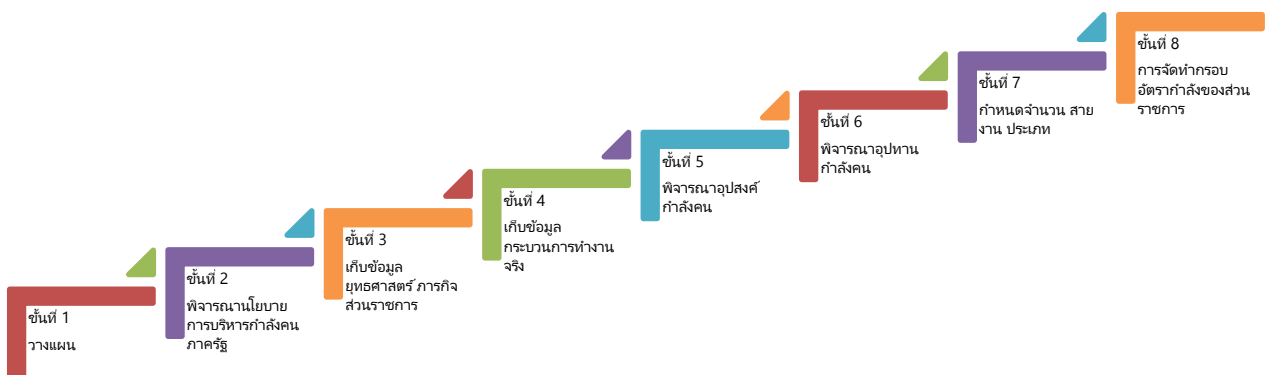 ขั้นที่ 1
วางแผน
ขั้นที่ 2
พิจารณานโยบาย
การบริหารกำลังคน
ภาครัฐ
ขั้นที่ 3
เก็บข้อมูล
ยุทธศาสตร์ ภารกิจ
ส่วนราชการ
ขั้นที่ 4
เก็บข้อมูล
กระบวนการทำงาน
จริง
ขั้นที่ 5
พิจารณาอุปสงค์
กำลังคน
ขั้นที่ 6
พิจารณาอุปทาน
กำลังคน
ขั้นที่ 7
กำหนดจำนวน สาย
งาน ประเภท
ขั้นที่ 8
การจัดทำกรอบ
อัตรากำลังของส่วน
ราชการ